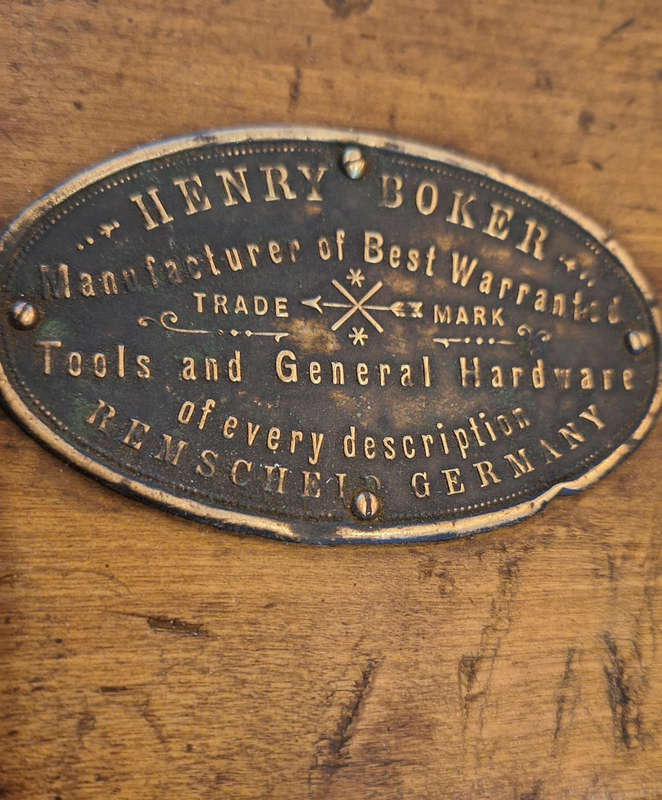 HENRY BOKER
Manufacturer of Best Warranted
TRADE MARK
Tools and General Hardware
of every description
REMSCHEID GERMANY